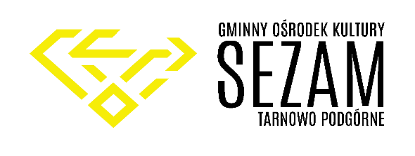 GMINNY OŚRODEK KULTURY
SEZAM
TARNOWO PODGÓRNE